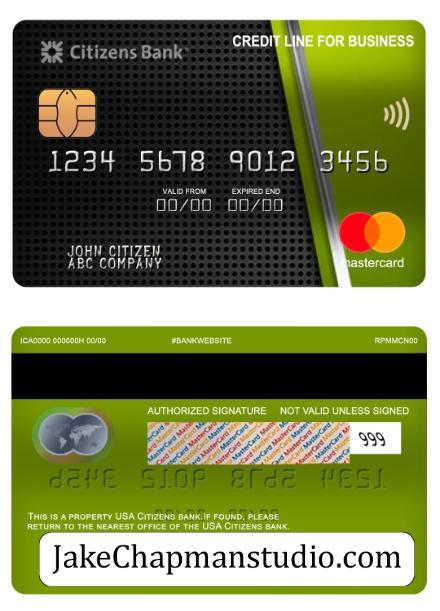 Citizens Bank
CREDIT LINE FOR BUSINESS
1234 5678 9012 3456
VALID FROM EXPIRED END
00/00 00/00
JOHN CITIZEN
ABC COMPANY
mastercard
ICA0000 000000H 00/00 #BANKWEBSITE RPMMCN00
AUTHORIZED SIGNATURE NOT VALID UNLESS SIGNED
MasterCard MasterCard MasterCard
999
THIS IS A PROPERTY USA CITIZENS BANK.IF FOUND, PLEASE
RETURN TO THE NEAREST OFFICE OF THE USA CITIZENS BANK.
JakeChapmanstudio.com